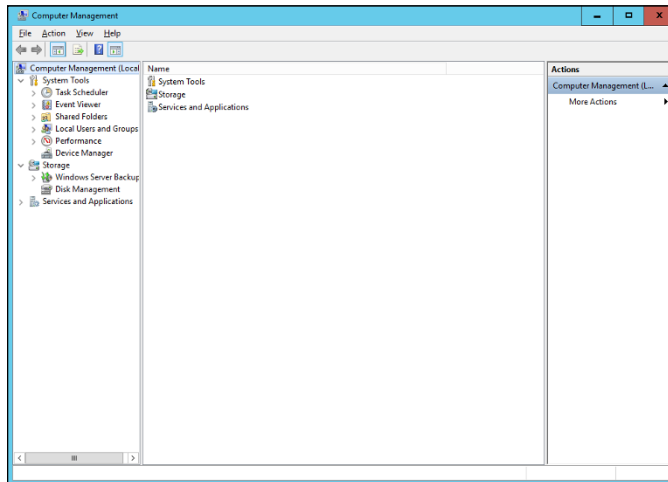 Computer Management
File Action View Help
Computer Management (Local
System Tools
Task Scheduler
Event Viewer
Shared Folders
Local Users and Groups
Performance
Device Manager
Storage
Windows Server Backup
Disk Management
Services and Applications
Name
System Tools
Storage
Services and Applications
Actions
Computer Management (L...
More Actions